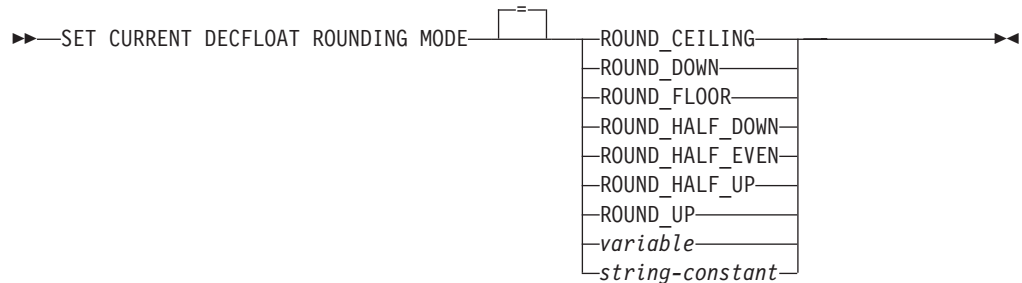 =
SET CURRENT DECFLOAT ROUNDING MODE ROUND_CEILING
ROUND_DOWN
ROUND_FLOOR
ROUND_HALF_DOWN
ROUND_HALF_EVEN
ROUND_HALF_UP
ROUND_UP
variable
string-constant